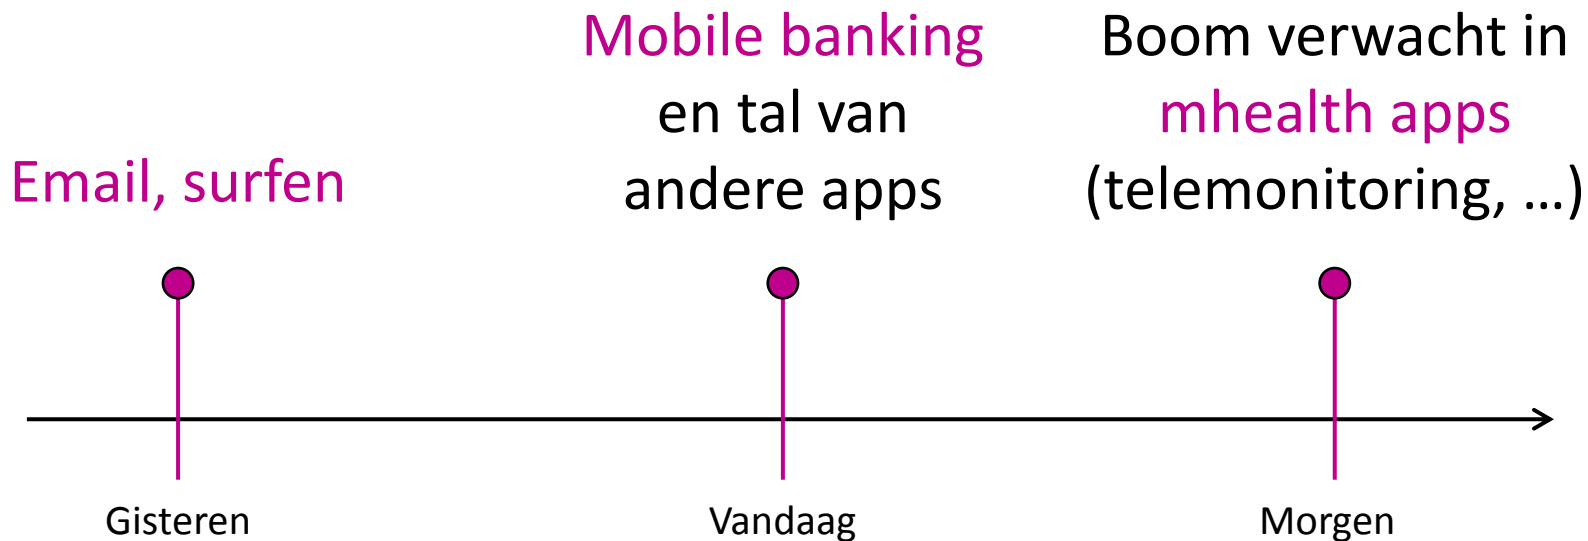 Email, surfen
Mobile banking
en tal van
andere apps
Boom verwacht in
mhealth apps
(telemonitoring, ...)
Gisteren
Vandaag
Morgen